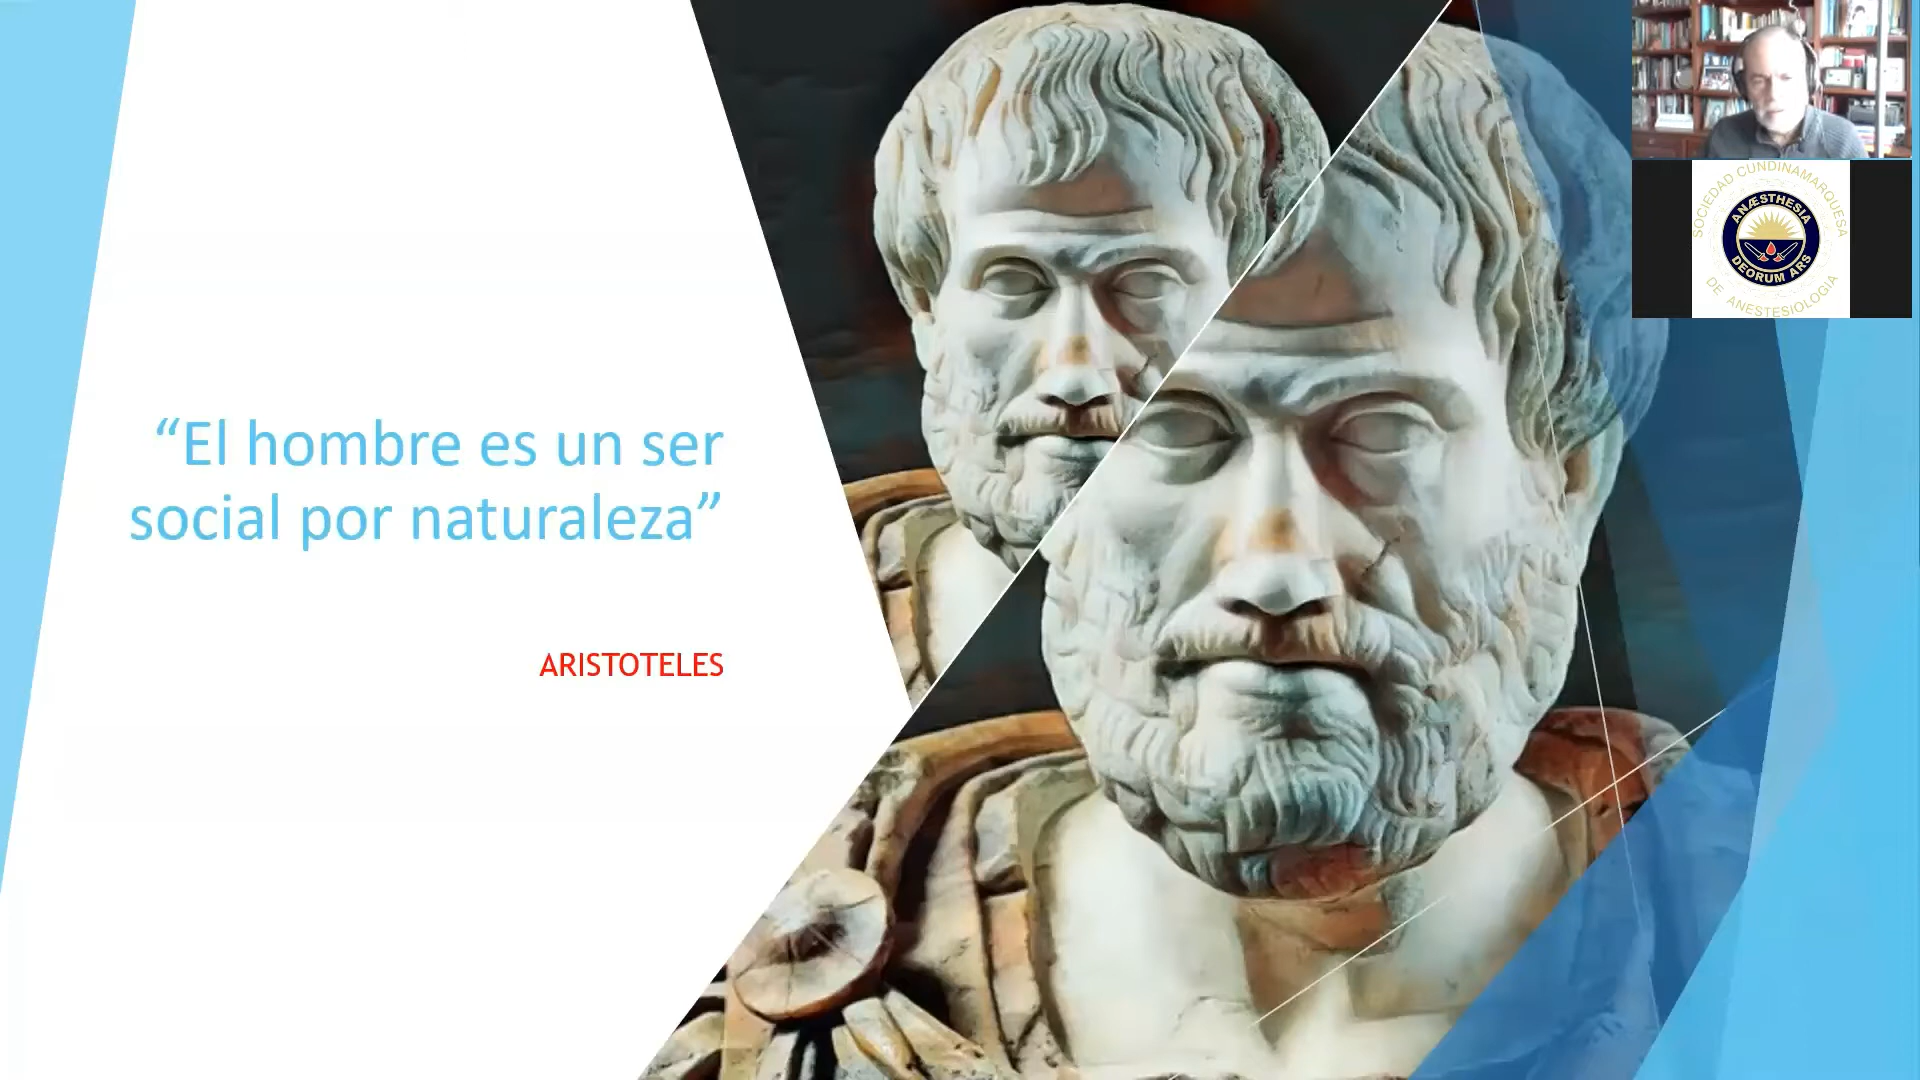 “El hombre es un ser
social por naturaleza”
ARISTOTELES
SOCIEDAD CUNDINAMARQUESA
DE ANESTESIOLOGIA
ANÆSTHESIA
DEORUM ARS